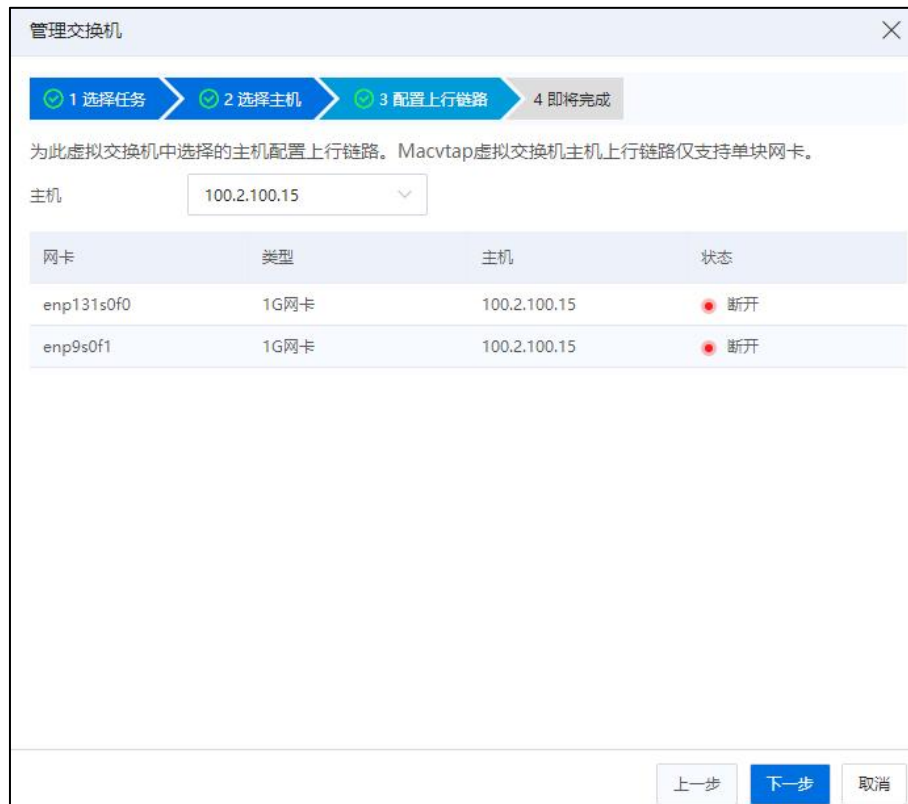 管理交换机
1 选择任务 2 选择主机 3 配置上行链路 4 即将完成
为此虚拟交换机中选择的主机配置上行链路。Macvtap虚拟交换机主机上行链路仅支持单块网卡。
主机 100.2.100.15
网卡 类型 主机 状态
enp131s0f0 1G网卡 100.2.100.15 断开
enp9s0f1 1G网卡 100.2.100.15 断开
上一步 下一步 取消